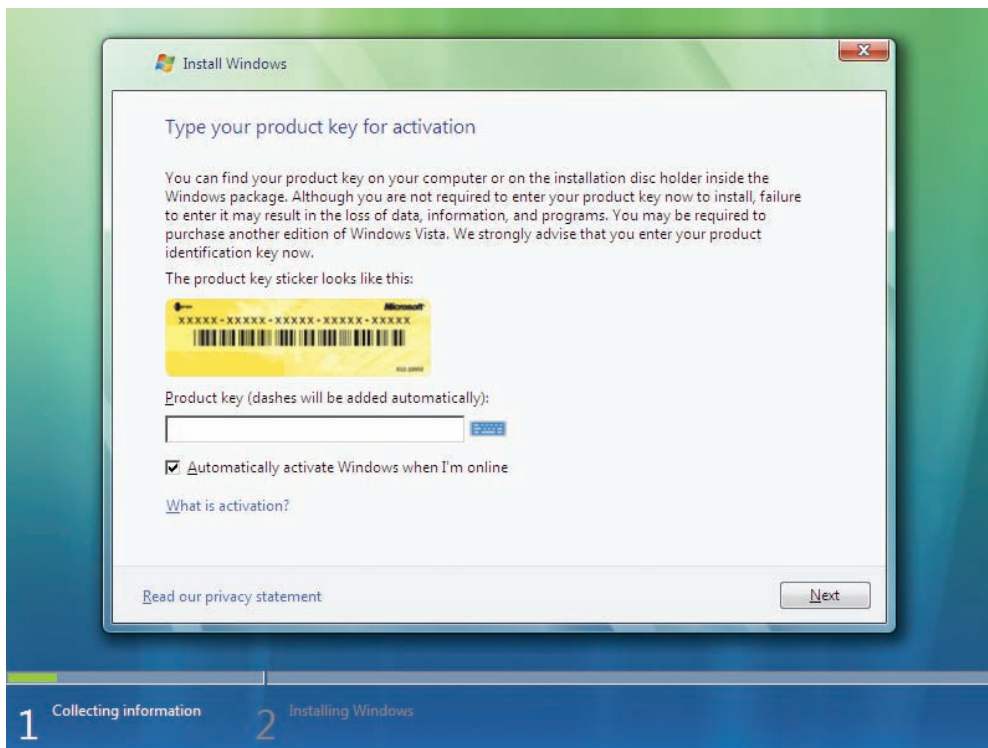 Install Windows
Type your product key for activation
You can find your product key on your computer or on the installation disc holder inside the
Windows package. Although you are not required to enter your product key now to install, failure
to enter it may result in the loss of data, information, and programs. You may be required to
purchase another edition of Windows Vista. We strongly advise that you enter your product
identification key now.
The product key sticker looks like this:
Microsoft
XXXXX-XXXXX-XXXXX-XXXXX-XXXXX
Product key (dashes will be added automatically):
Automatically activate Windows when I'm online
What is activation?
Read our privacy statement
Next
1 Collecting information
2 Installing Windows